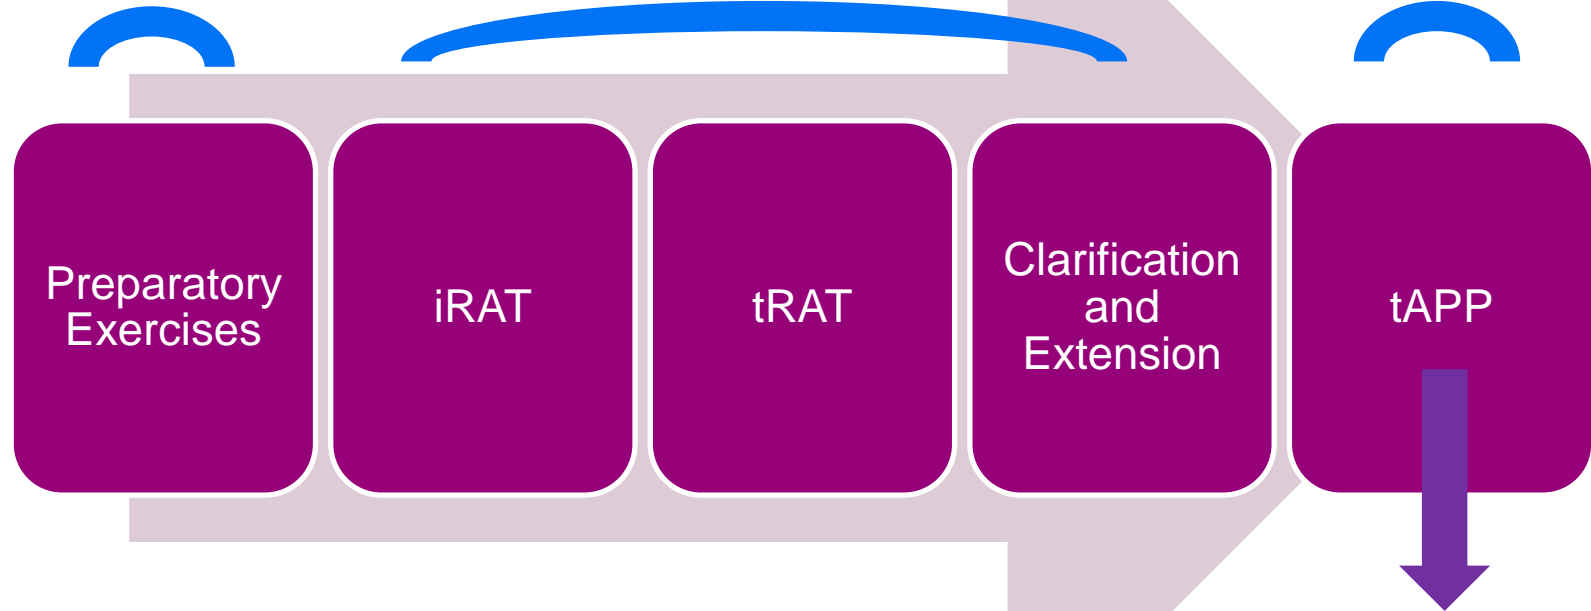 Preparatory
Exercises
iRAT
tRAT
Clarification
and
Extension
tAPP